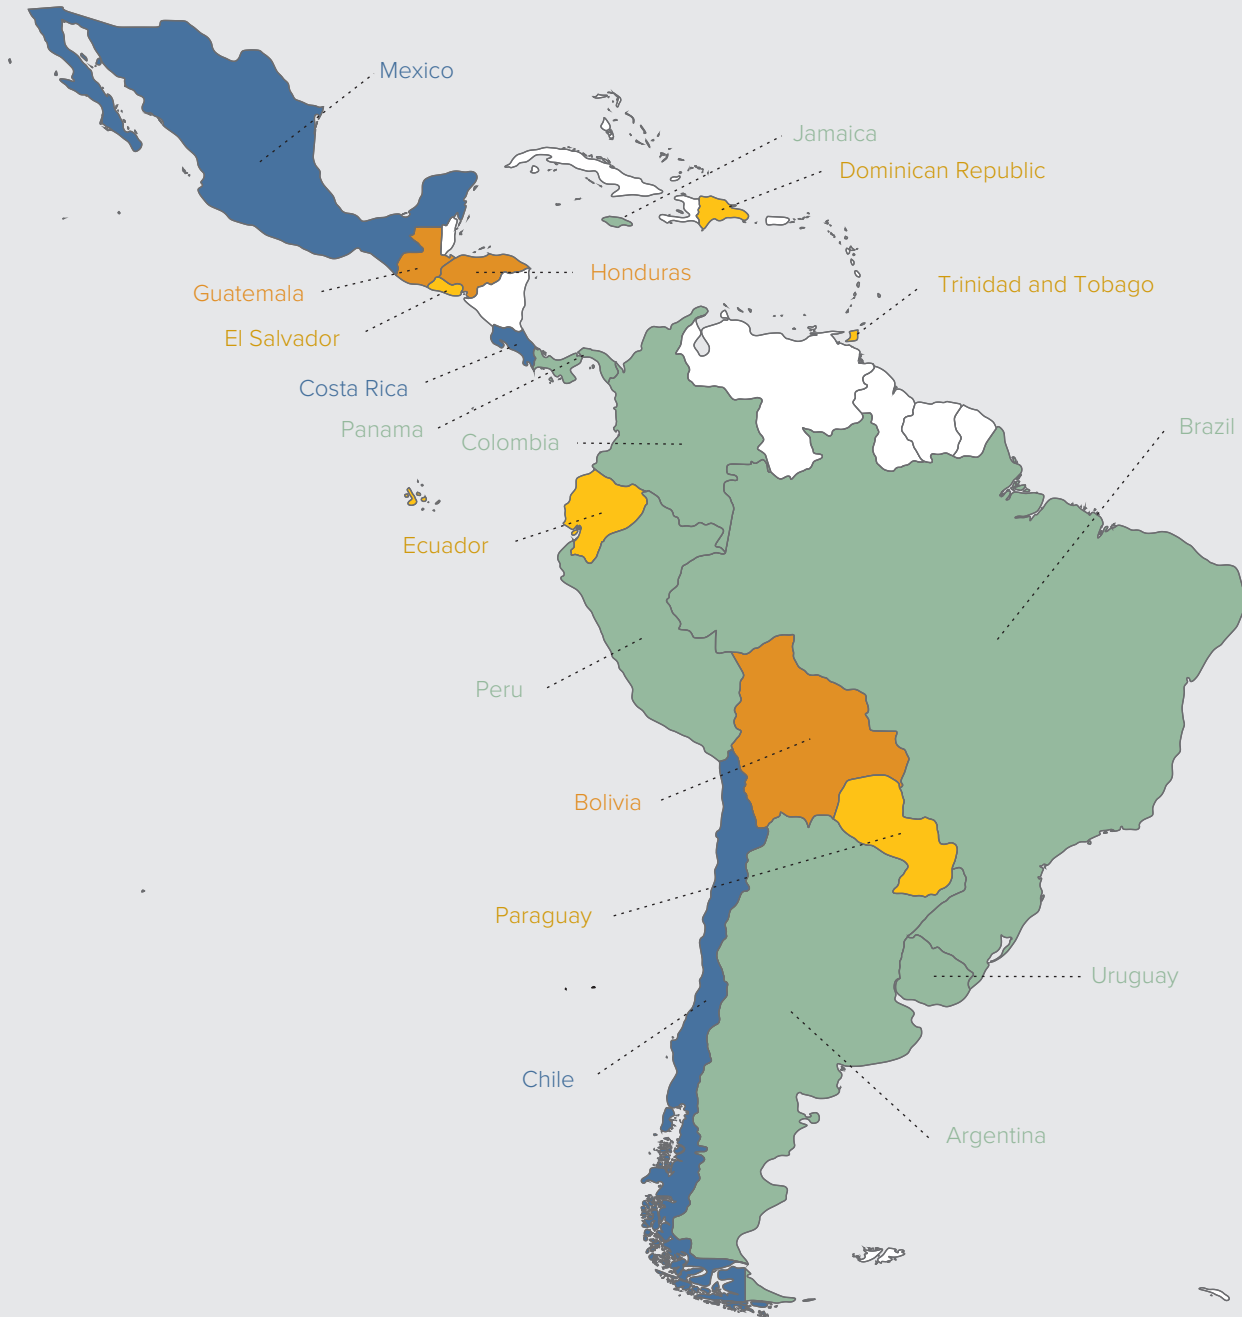 Mexico
Jamaica
Dominican Republic
Honduras
Guatemala
Trinidad and Tobago
El Salvador
Costa Rica
Panama
Colombia
Brazil
Ecuador
Peru
Bolivia
Paraguay
Uruguay
Chile
Argentina